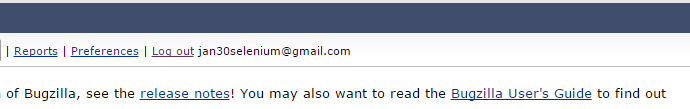 | Reports | Preferences | Log out jan30selenium@gmail.com
of Bugzilla, see the release notes! You may also want to read the Bugzilla User's Guide to find out